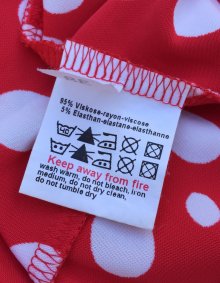 95% Viskose-rayon-viscose
5% Elasthan-elastane-elasthanne
Keep away from fire
wash warm, do not bleach, iron
medium, do not dry clean,
do not tumble dry